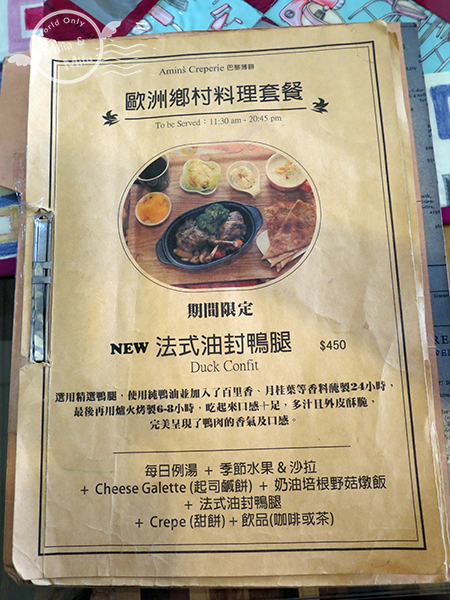 World Only
Amin's Creperie 巴黎薄餅
歐洲鄉村料理套餐
To be Served：11:30 am - 20:45 pm
期間限定
NEW 法式油封鴨腿 $450
Duck Confit
選用精選鴨腿，使用純鴨油並加入了百里香、月桂葉等香料醃製24小時，
最後再用爐火烤製6-8小時，吃起來口感十足，多汁且外皮酥脆，
完美呈現了鴨肉的香氣及口感。
每日例湯 + 季節水果 & 沙拉
+ Cheese Galette (起司鹹餅) + 奶油培根野菇燉飯
+ 法式油封鴨腿
+ Crepe (甜餅) + 飲品(咖啡或茶)